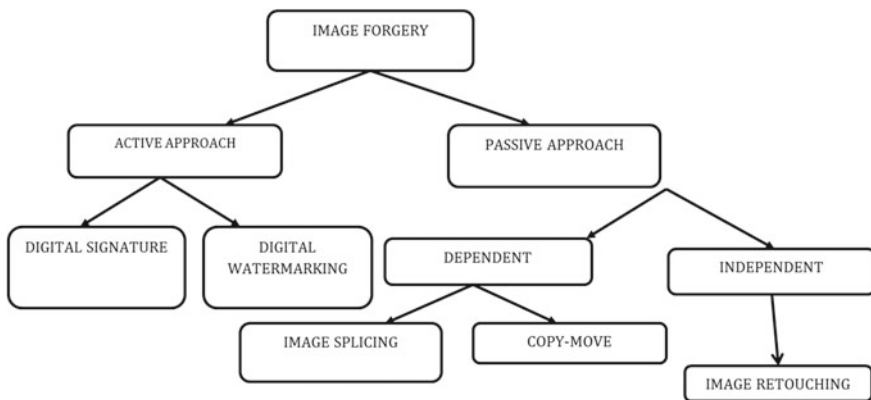 IMAGE FORGERY
ACTIVE APPROACH
PASSIVE APPROACH
DIGITAL SIGNATURE
DIGITAL
WATERMARKING
DEPENDENT
INDEPENDENT
IMAGE SPLICING
COPY-MOVE
IMAGE RETOUCHING